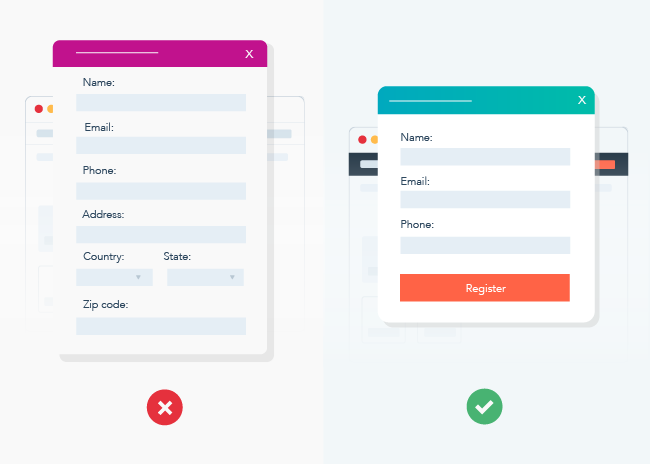 X
Name:
Email:
Phone:
Address:
Country: State:
Zip code:
X
Name:
Email:
Phone:
Register